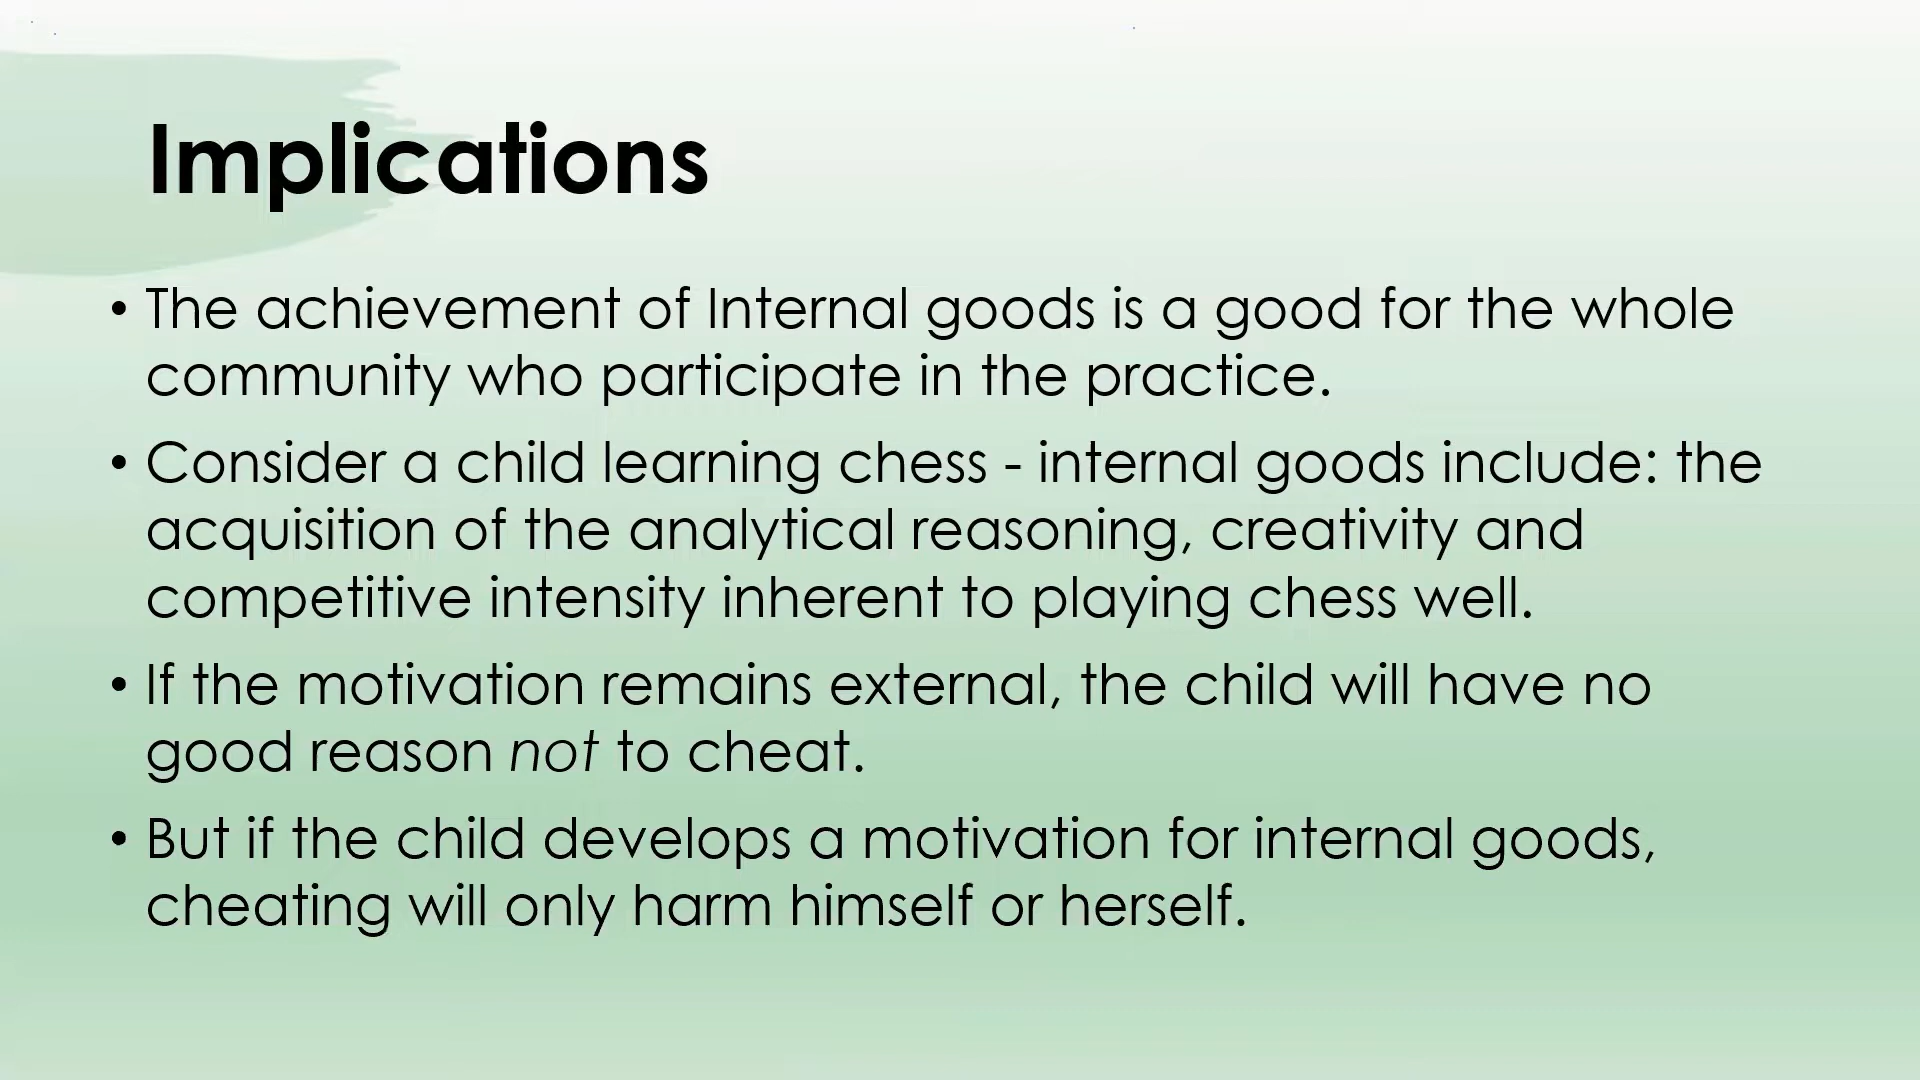 Implications
• The achievement of Internal goods is a good for the whole
community who participate in the practice.
• Consider a child learning chess - internal goods include: the
acquisition of the analytical reasoning, creativity and
competitive intensity inherent to playing chess well.
• If the motivation remains external, the child will have no
good reason not to cheat.
• But if the child develops a motivation for internal goods,
cheating will only harm himself or herself.